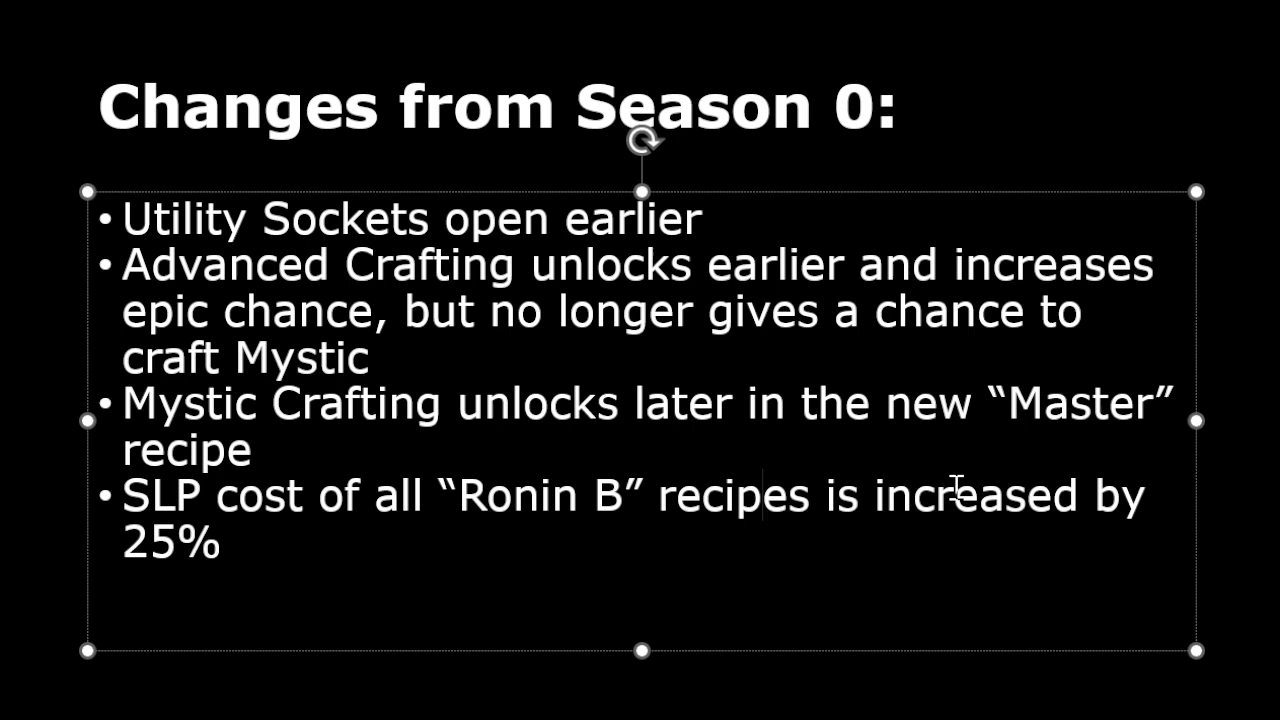 Changes from Season 0:
• Utility Sockets open earlier
• Advanced Crafting unlocks earlier and increases
epic chance, but no longer gives a chance to
craft Mystic
• Mystic Crafting unlocks later in the new “Master”
recipe
• SLP cost of all “Ronin B” recipes is increased by
25%